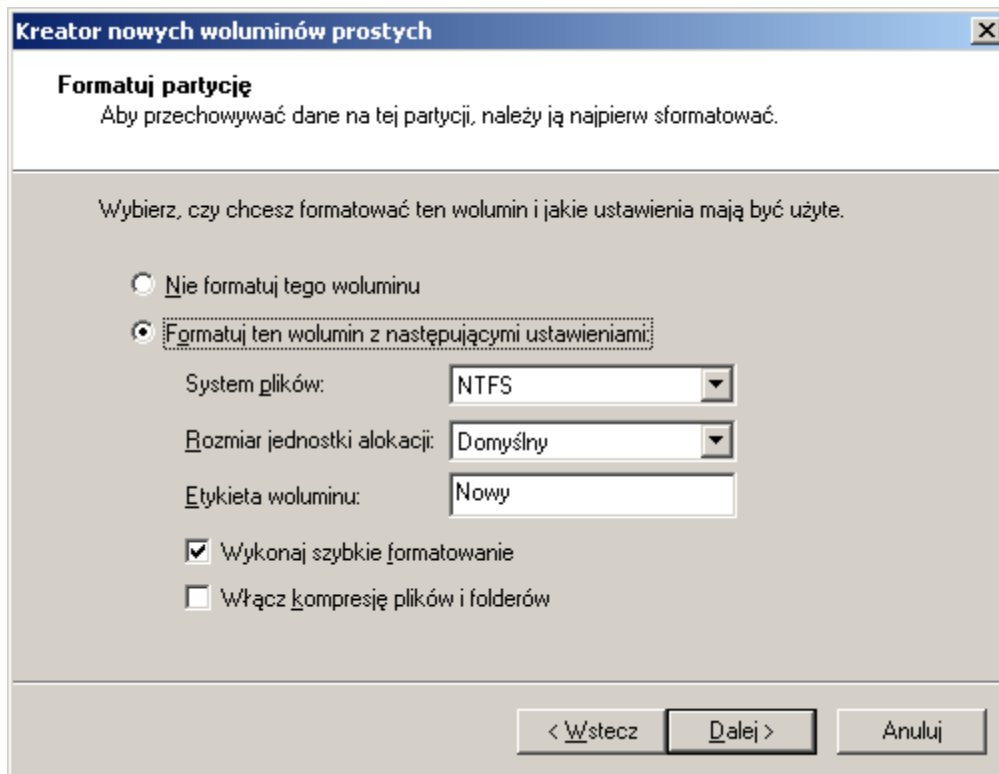 Kreator nowych woluminów prostych
Formatuj partycję
Aby przechowywać dane na tej partycji, należy ją najpierw sformatować.
Wybierz, czy chcesz formatować ten wolumin i jakie ustawienia mają być użyte.
Nie formatuj tego woluminu
Formatuj ten wolumin z następującymi ustawieniami:
System plików: NTFS
Rozmiar jednostki alokacji: Domyślny
Etykieta woluminu: Nowy
Wykonaj szybkie formatowanie
Włącz kompresję plików i folderów
< Wstecz Dalej > Anuluj